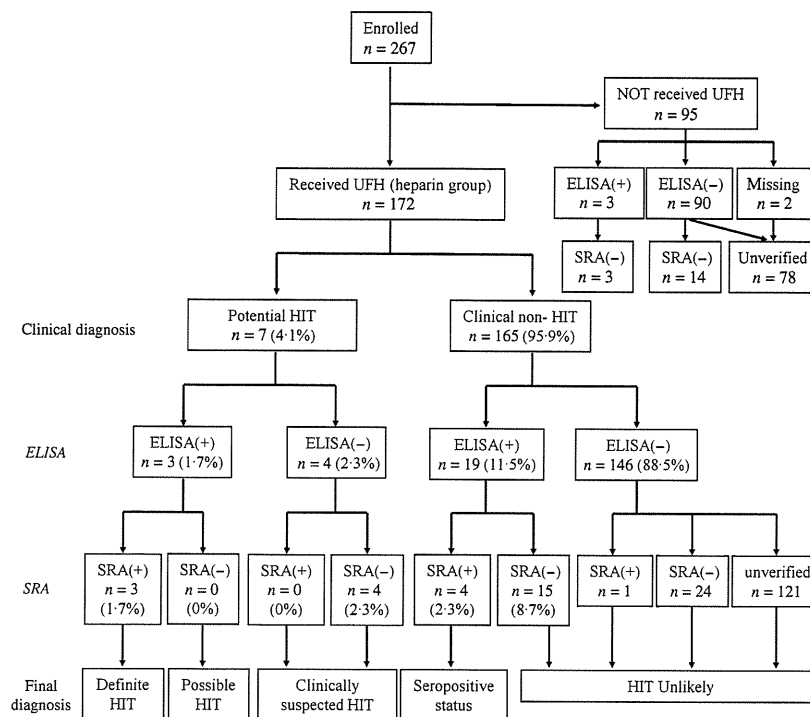 Enrolled
n = 267
NOT received UFH
n = 95
Received UFH (heparin group)
n = 172
ELISA(+)
n = 3
ELISA(−)
n = 90
Missing
n = 2
SRA(−)
n = 3
SRA(−)
n = 14
Unverified
n = 78
Clinical diagnosis
Potential HIT
n = 7 (4·1%)
Clinical non- HIT
n = 165 (95·9%)
ELISA
ELISA(+)
n = 3 (1·7%)
ELISA(−)
n = 4 (2·3%)
ELISA(+)
n = 19 (11·5%)
ELISA(−)
n = 146 (88·5%)
SRA
SRA(+)
n = 3
(1·7%)
SRA(−)
n = 0
(0%)
SRA(+)
n = 0
(0%)
SRA(−)
n = 4
(2·3%)
SRA(+)
n = 4
(2·3%)
SRA(−)
n = 15
(8·7%)
SRA(+)
n = 1
SRA(−)
n = 24
unverified
n = 121
Final
diagnosis
Definite
HIT
Possible
HIT
Clinically
suspected HIT
Seropositive
status
HIT Unlikely